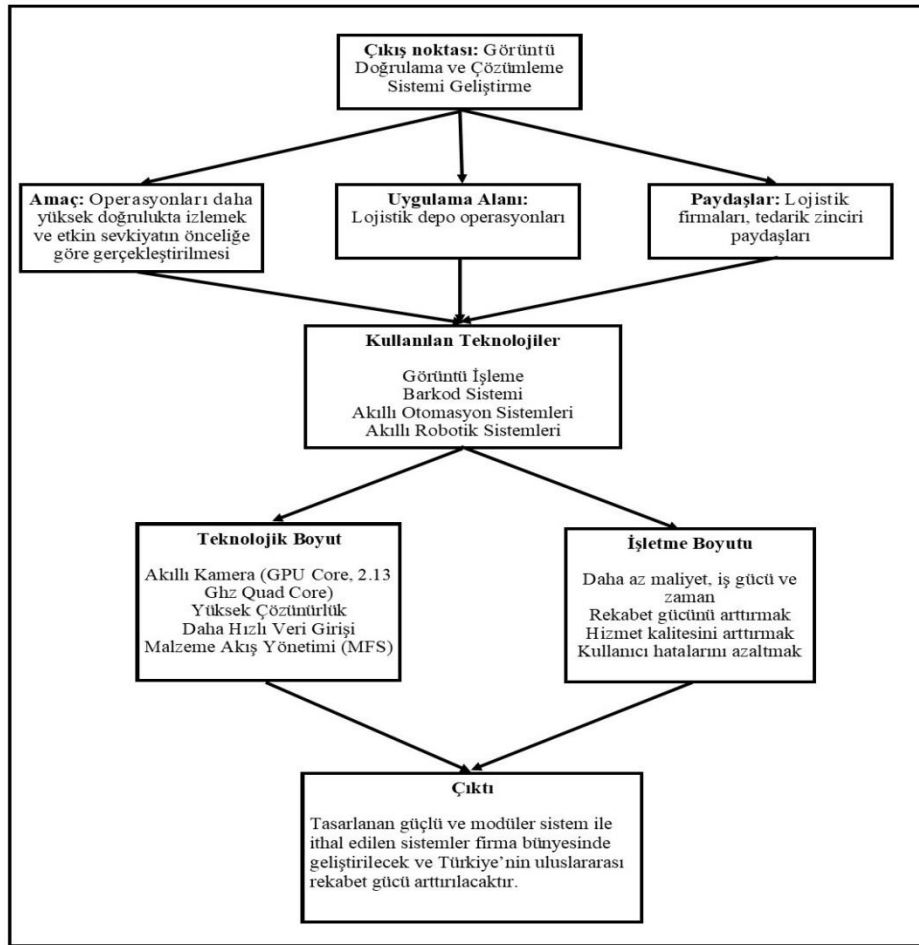 Çıkış noktası: Görüntü
Doğrulama ve Çözümleme
Sistemi Geliştirme
Amaç: Operasyonları daha
yüksek doğrulukta izlemek
ve etkin sevkiyatın önceliğe
göre gerçekleştirilmesi
Uygulama Alanı:
Lojistik depo operasyonları
Paydaşlar: Lojistik
firmaları, tedarik zinciri
paydaşları
Kullanılan Teknolojiler
Görüntü İşleme
Barkod Sistemi
Akıllı Otomasyon Sistemleri
Akıllı Robotik Sistemleri
Teknolojik Boyut
Akıllı Kamera (GPU Core, 2.13
Ghz Quad Core)
Yüksek Çözünürlük
Daha Hızlı Veri Girişi
Malzeme Akış Yönetimi (MFS)
İşletme Boyutu
Daha az maliyet, iş gücü ve
zaman
Rekabet gücünü arttırmak
Hizmet kalitesini arttırmak
Kullanıcı hatalarını azaltmak
Çıktı
Tasarlanan güçlü ve modüler sistem ile
ithal edilen sistemler firma bünyesinde
geliştirilecek ve Türkiye’nin uluslararası
rekabet gücü arttırılacaktır.